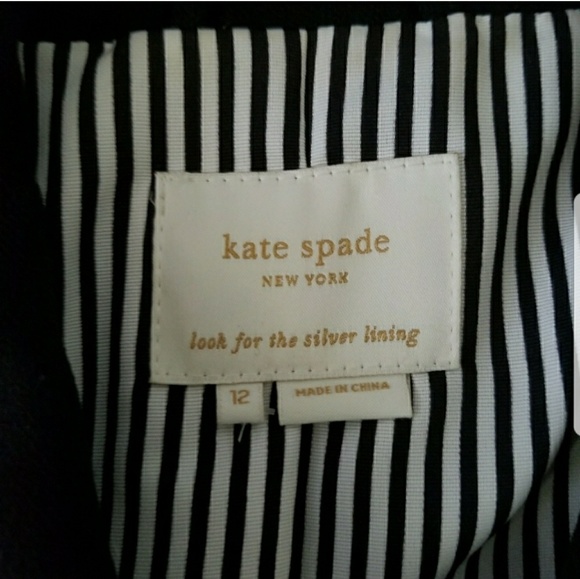 kate spade
NEW YORK
look for the silver lining
12
MADE IN CHINA